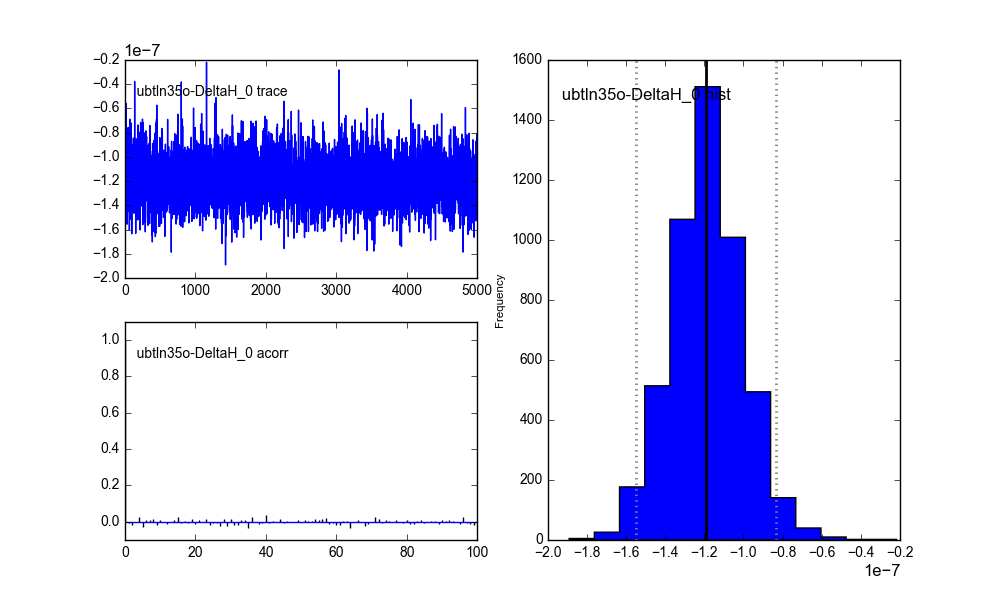 1e−7
−0.2
−0.4
−0.6
−0.8
−1.0
−1.2
−1.4
−1.6
−1.8
−2.0
ubtln35o-DeltaH_0 trace
0 1000 2000 3000 4000 5000
1.0
0.8
0.6
0.4
0.2
0.0
ubtln35o-DeltaH_0 acorr
0 20 40 60 80 100
Frequency
1600
1400
1200
1000
800
600
400
200
0
ubtln35o-DeltaH_0 hist
−2.0 −1.8 −1.6 −1.4 −1.2 −1.0 −0.8 −0.6 −0.4 −0.2
1e−7